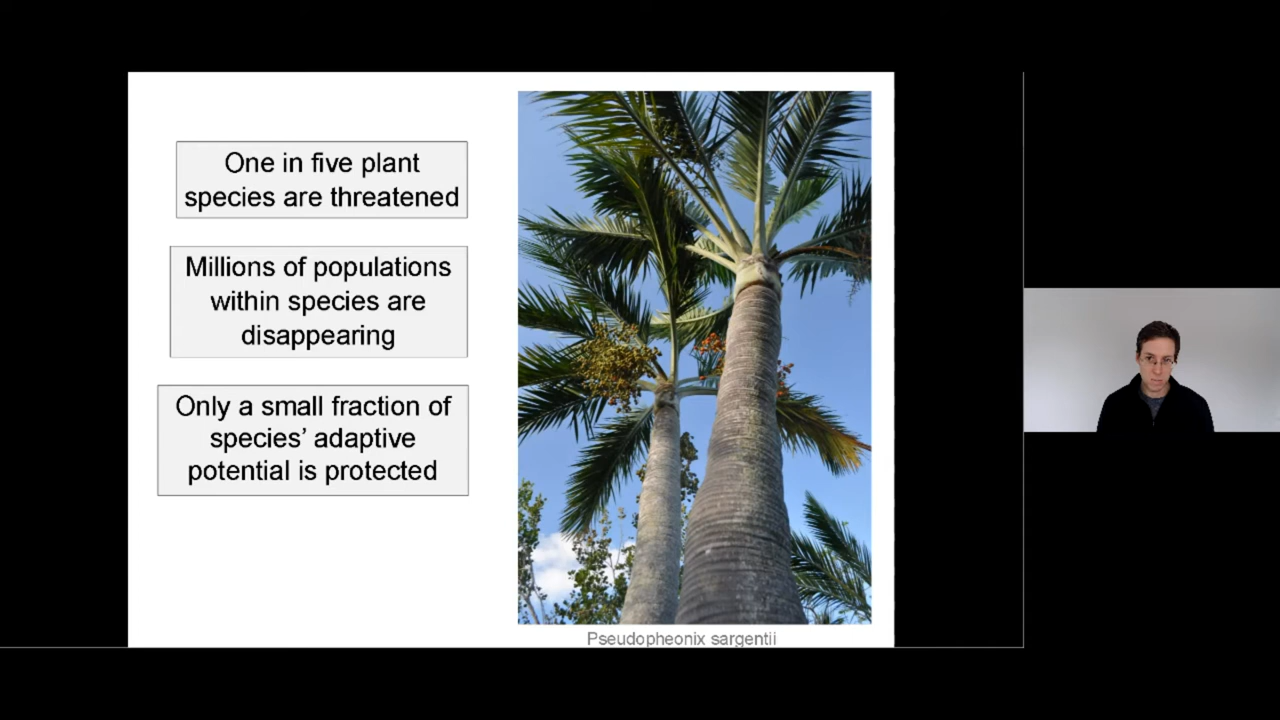 One in five plant
species are threatened
Millions of populations
within species are
disappearing
Only a small fraction of
species’ adaptive
potential is protected
Pseudopheonix sargentii